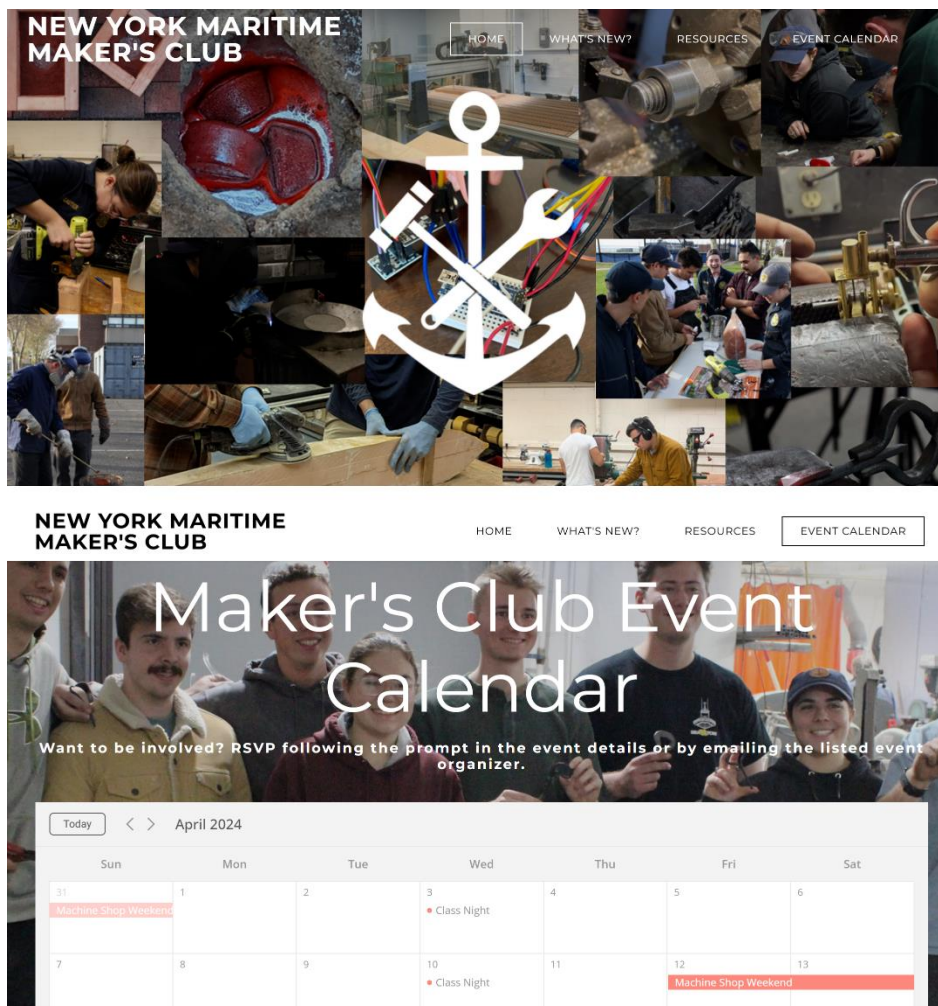 NEW YORK MARITIME
MAKER'S CLUB
HOME
WHAT'S NEW?
RESOURCES
EVENT CALENDAR
NEW YORK MARITIME
MAKER'S CLUB
HOME
WHAT'S NEW?
RESOURCES
EVENT CALENDAR
Maker's Club Event
Calendar
Want to be involved? RSVP following the prompt in the event details or by emailing the listed event
organizer.
Today
April 2024
Sun Mon Tue Wed Thu Fri Sat
31 1 2 3 4 5 6
Machine Shop Weekend
Class Night
7 8 9 10 11 12 13
Class Night
Machine Shop Weekend